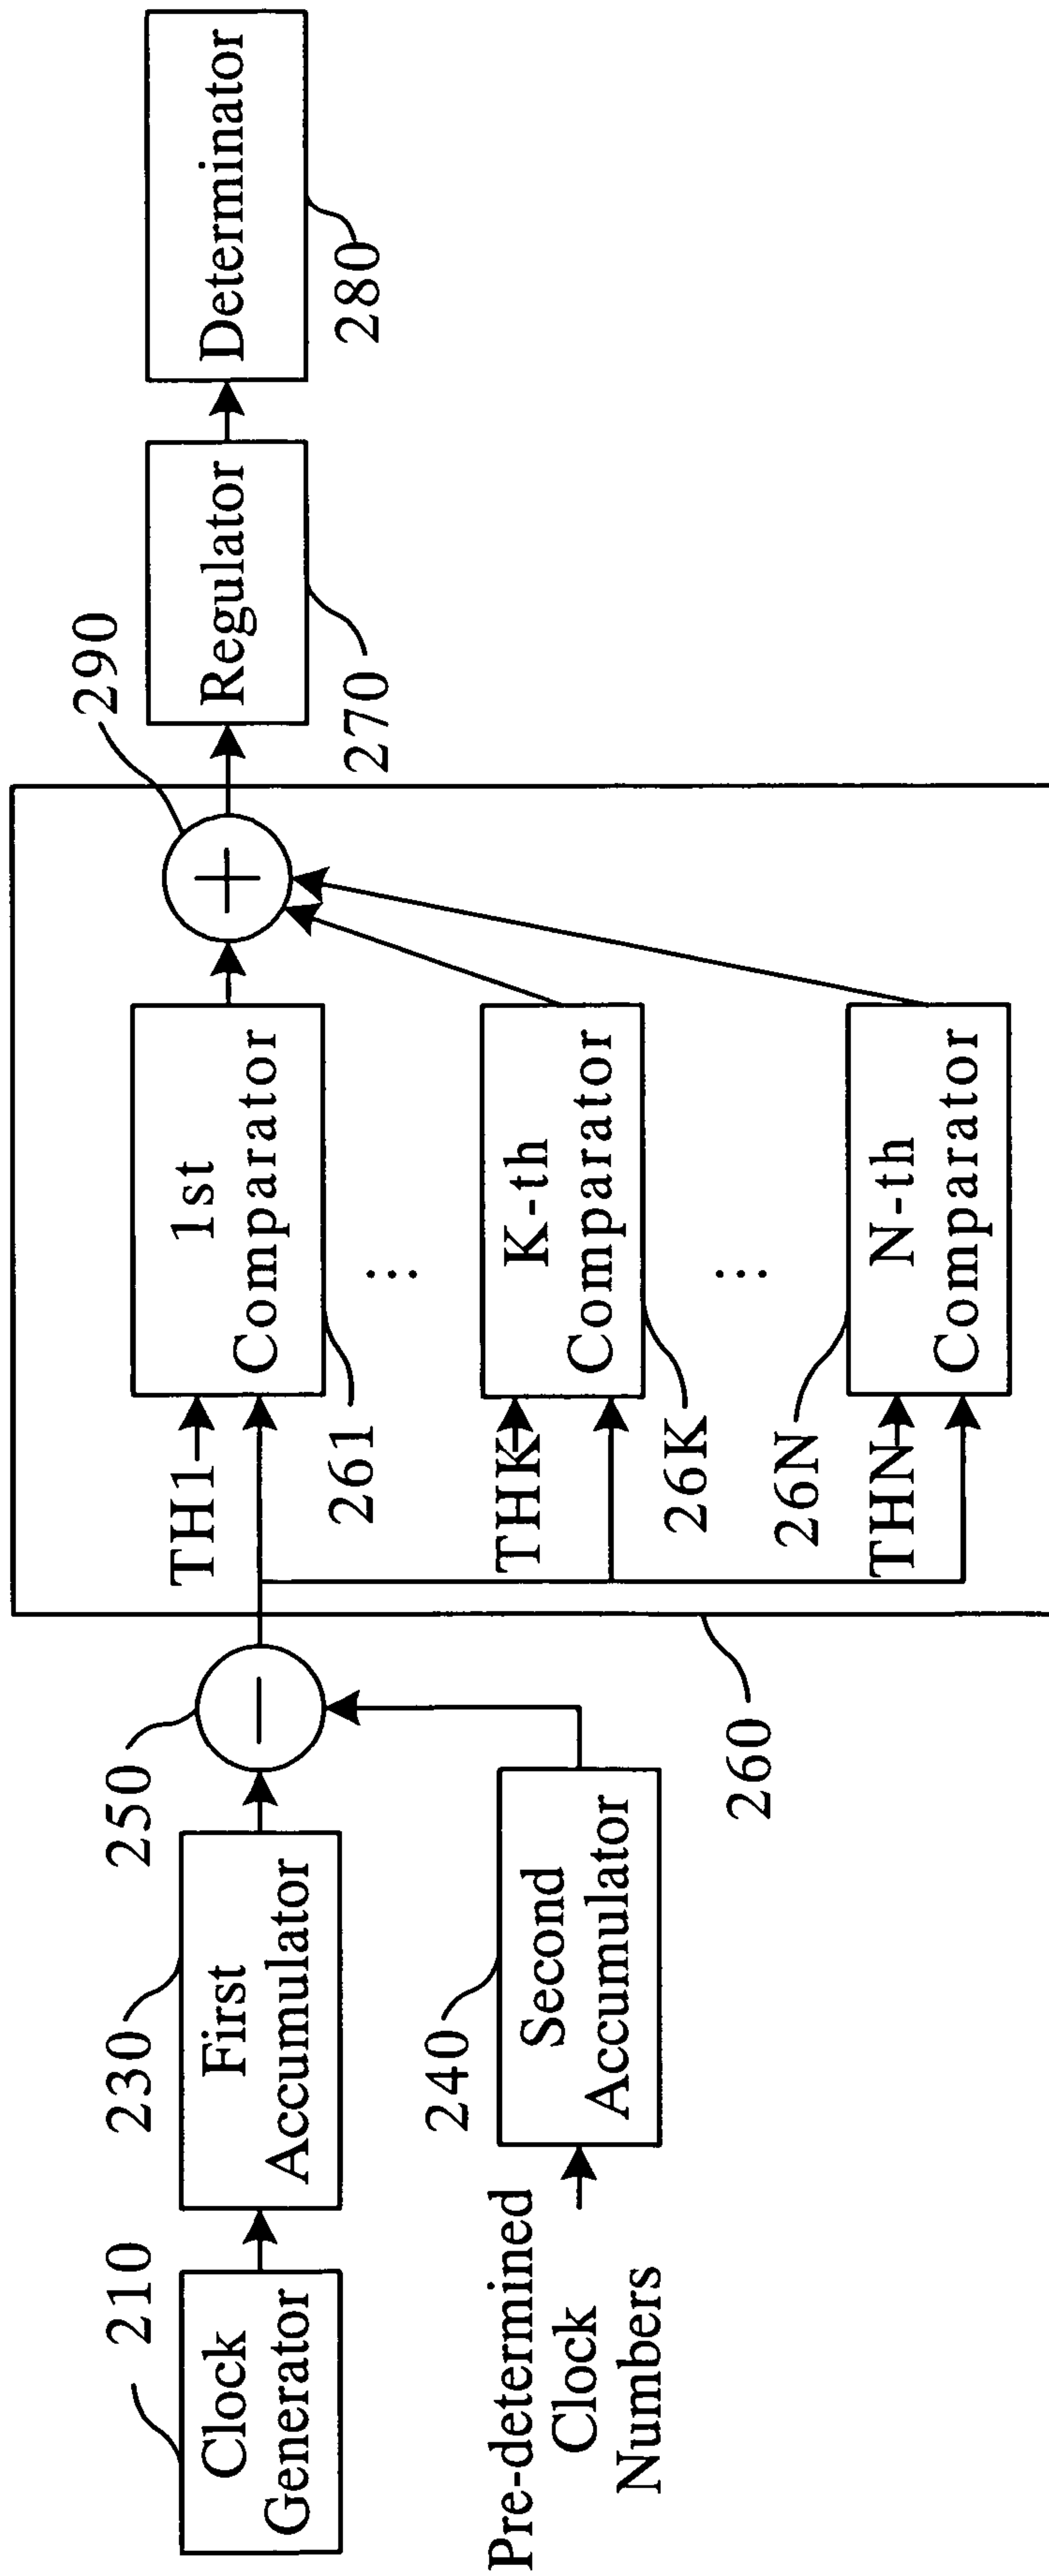 210
Clock
Generator
230
First
Accumulator
250
Pre-determined
Clock
Numbers
240
Second
Accumulator
260
TH1
1st
Comparator
261
⋮
THK
K-th
Comparator
26K
⋮
26N
THN
N-th
Comparator
290
Regulator
270
Determinator
280